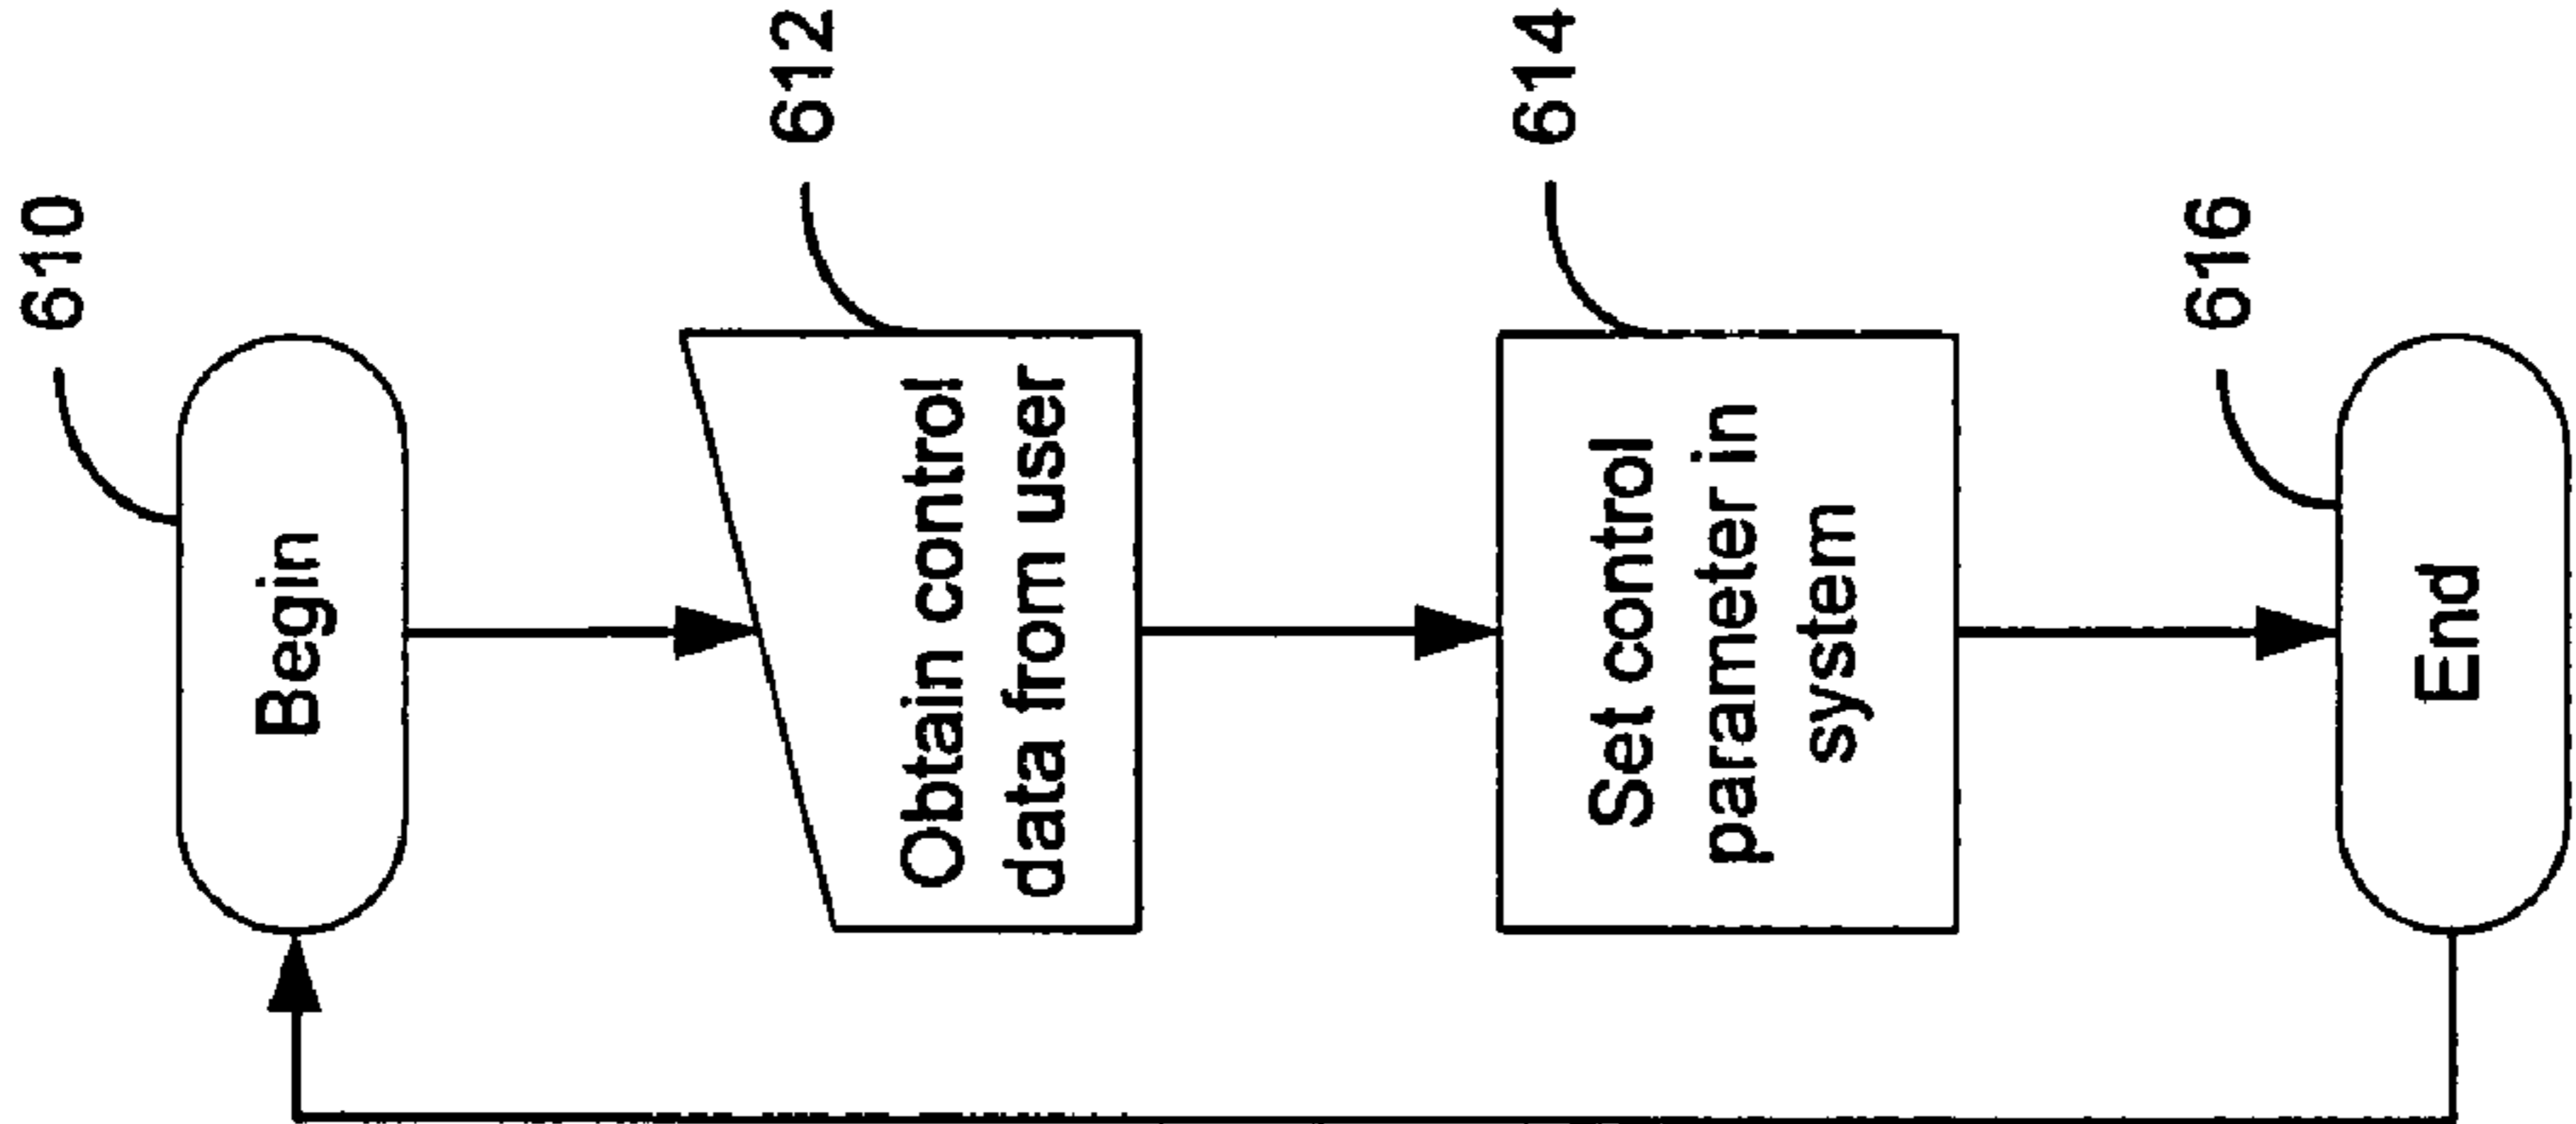 610
Begin
612
Obtain control
data from user
614
Set control
parameter in
system
616
End